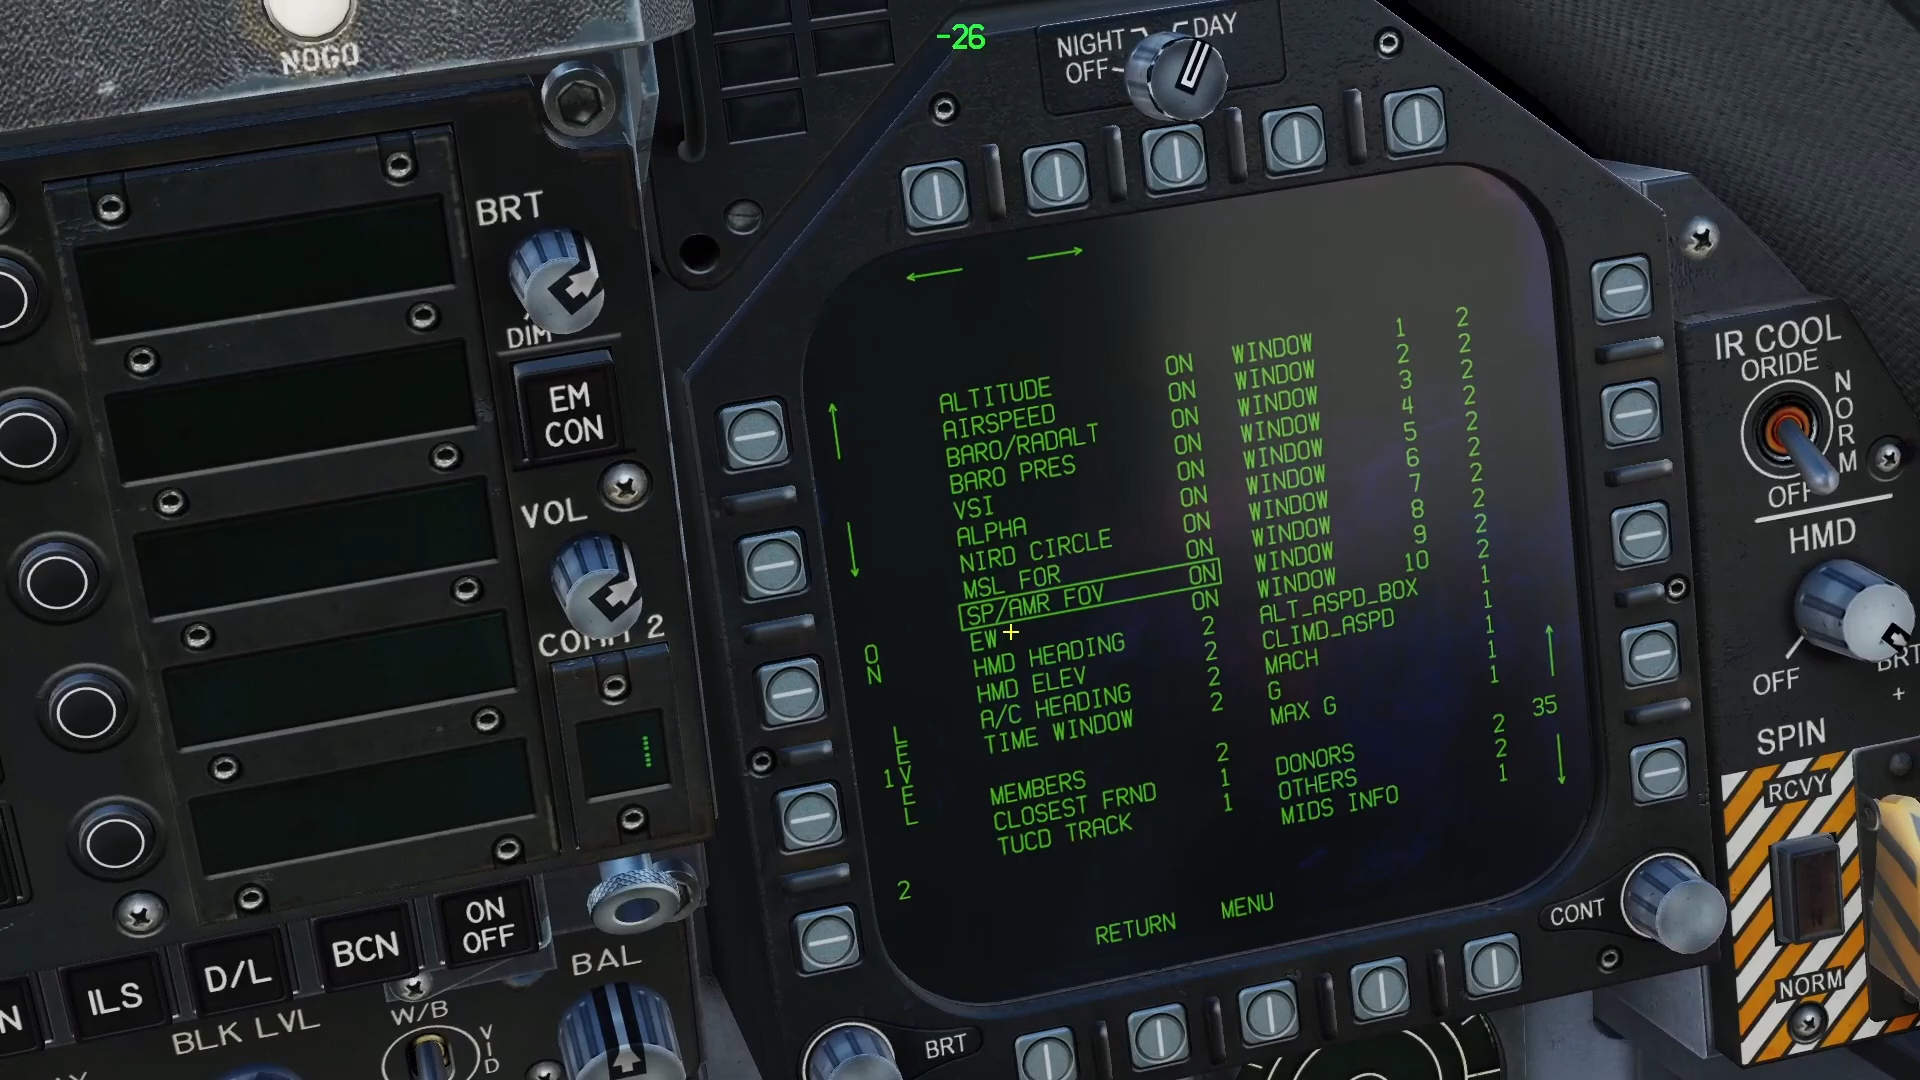 -26
NOGO
NIGHT DAY
OFF
BRT
DIM
EM
CON
VOL
COMM 2
ON
OFF
BCN
D/L
ILS
N
BLK LVL
W/B
VID
BAL
ALTITUDE ON WINDOW 1 2
AIRSPEED ON WINDOW 2 2
BARO/RADALT ON WINDOW 3 2
BARO PRES ON WINDOW 4 2
VSI ON WINDOW 5 2
ALPHA ON WINDOW 6 2
NIRD CIRCLE ON WINDOW 7 2
MSL FOR ON WINDOW 8 2
SP/AMR FOV ON WINDOW 9 2
EW ON WINDOW 10 2
HMD HEADING 2 ALT_ASPD_BOX 1
HMD ELEV 2 CLIMD_ASPD 1
A/C HEADING 2 MACH 1
TIME WINDOW 2 G 1
MAX G 1
MEMBERS 2 DONORS 2
CLOSEST FRND 1 OTHERS 2
TUCD TRACK 1 MIDS INFO 1
ON
1 LEVEL
2
35
RETURN MENU
BRT
CONT
IR COOL
ORIDE
NORM
OFF
HMD
OFF
BRT
+
SPIN
RCVY
NORM